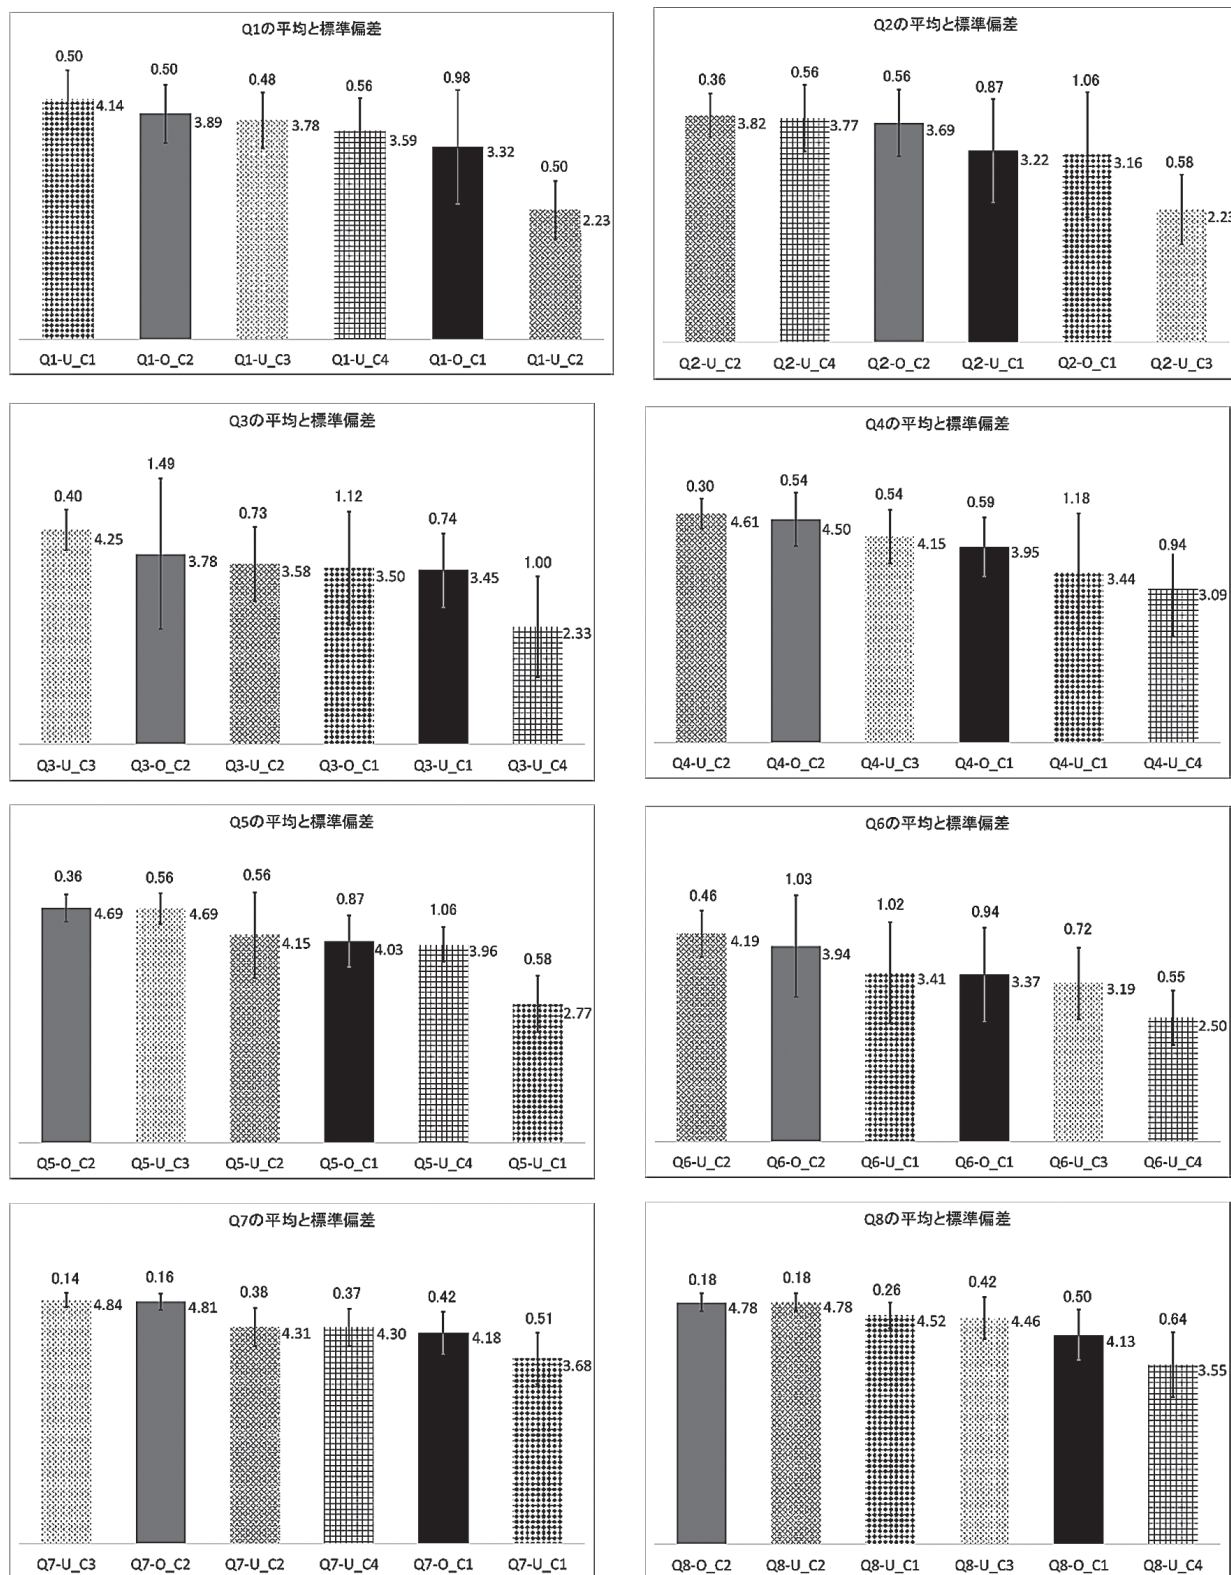 Q1の平均と標準偏差
0.50 0.50 0.48 0.56 0.98 0.50
4.14 3.89 3.78 3.59 3.32 2.23
Q1-U_C1 Q1-O_C2 Q1-U_C3 Q1-U_C4 Q1-O_C1 Q1-U_C2
Q2の平均と標準偏差
0.36 0.56 0.56 0.87 1.06 0.58
3.82 3.77 3.69 3.22 3.16 2.23
Q2-U_C2 Q2-U_C4 Q2-O_C2 Q2-U_C1 Q2-O_C1 Q2-U_C3
Q3の平均と標準偏差
0.40 1.49 0.73 1.12 0.74 1.00
4.25 3.78 3.58 3.50 3.45 2.33
Q3-U_C3 Q3-O_C2 Q3-U_C2 Q3-O_C1 Q3-U_C1 Q3-U_C4
Q4の平均と標準偏差
0.30 0.54 0.54 0.59 1.18 0.94
4.61 4.50 4.15 3.95 3.44 3.09
Q4-U_C2 Q4-O_C2 Q4-U_C3 Q4-O_C1 Q4-U_C1 Q4-U_C4
Q5の平均と標準偏差
0.36 0.56 0.56 0.87 1.06 0.58
4.69 4.69 4.15 4.03 3.96 2.77
Q5-O_C2 Q5-U_C3 Q5-U_C2 Q5-O_C1 Q5-U_C4 Q5-U_C1
Q6の平均と標準偏差
0.46 1.03 1.02 0.94 0.72 0.55
4.19 3.94 3.41 3.37 3.19 2.50
Q6-U_C2 Q6-O_C2 Q6-U_C1 Q6-O_C1 Q6-U_C3 Q6-U_C4
Q7の平均と標準偏差
0.14 0.16 0.38 0.37 0.42 0.51
4.84 4.81 4.31 4.30 4.18 3.68
Q7-U_C3 Q7-O_C2 Q7-U_C2 Q7-U_C4 Q7-O_C1 Q7-U_C1
Q8の平均と標準偏差
0.18 0.18 0.26 0.42 0.50 0.64
4.78 4.78 4.52 4.46 4.13 3.55
Q8-O_C2 Q8-U_C2 Q8-U_C1 Q8-U_C3 Q8-O_C1 Q8-U_C4